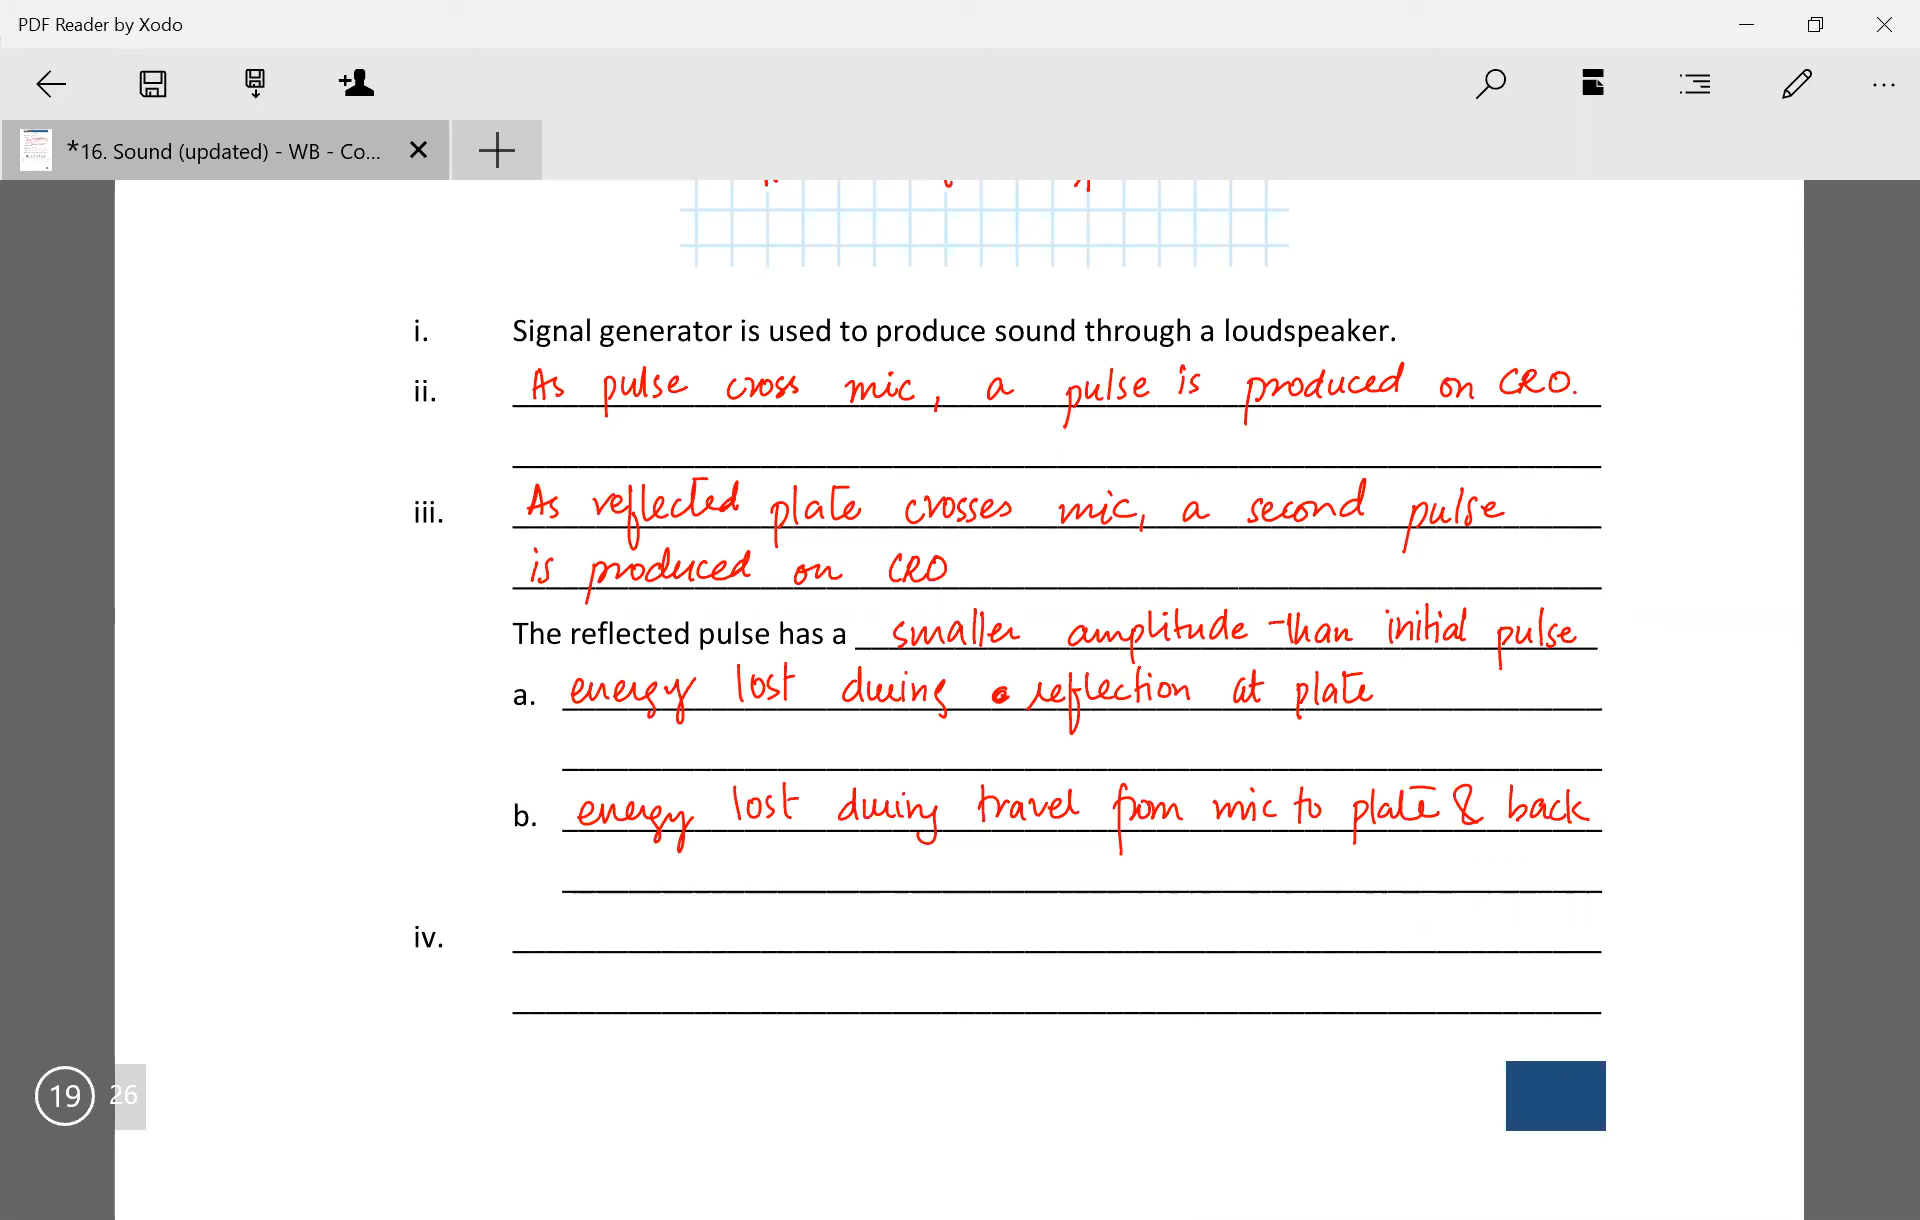 PDF Reader by Xodo
*16. Sound (updated) - WB - Co...
i. Signal generator is used to produce sound through a loudspeaker.
ii. As pulse cross mic, a pulse is produced on CRO.
iii. As reflected plate crosses mic, a second pulse
is produced on CRO
The reflected pulse has a smaller amplitude than initial pulse
a. energy lost during reflection at plate
b. energy lost during travel from mic to plate & back
iv.
19 26